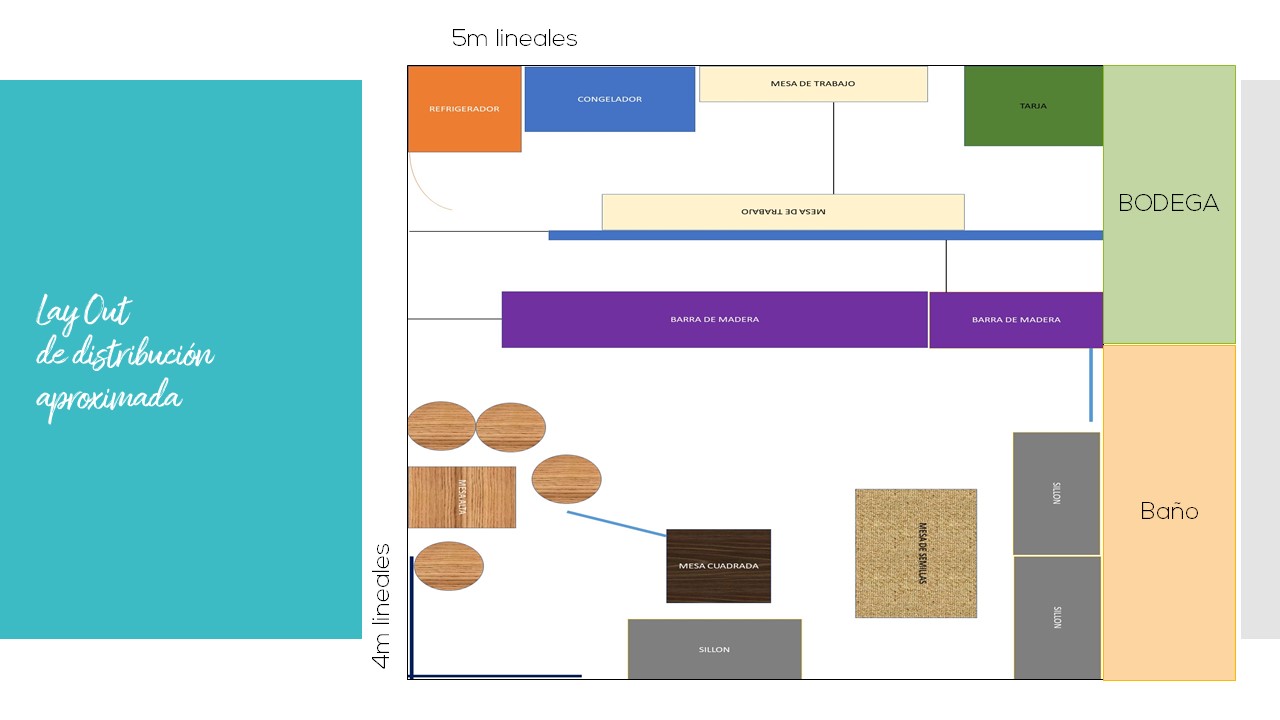 5m lineales
REFRIGERADOR
CONGELADOR
MESA DE TRABAJO
TARJA
BODEGA
MESA DE TRABAJO
BARRA DE MADERA
BARRA DE MADERA
Lay Out
de distribución
aproximada
MESA ALTA
SILLON
MESA DE SEMILLAS
Baño
MESA CUADRADA
4m lineales
SILLON
SILLON